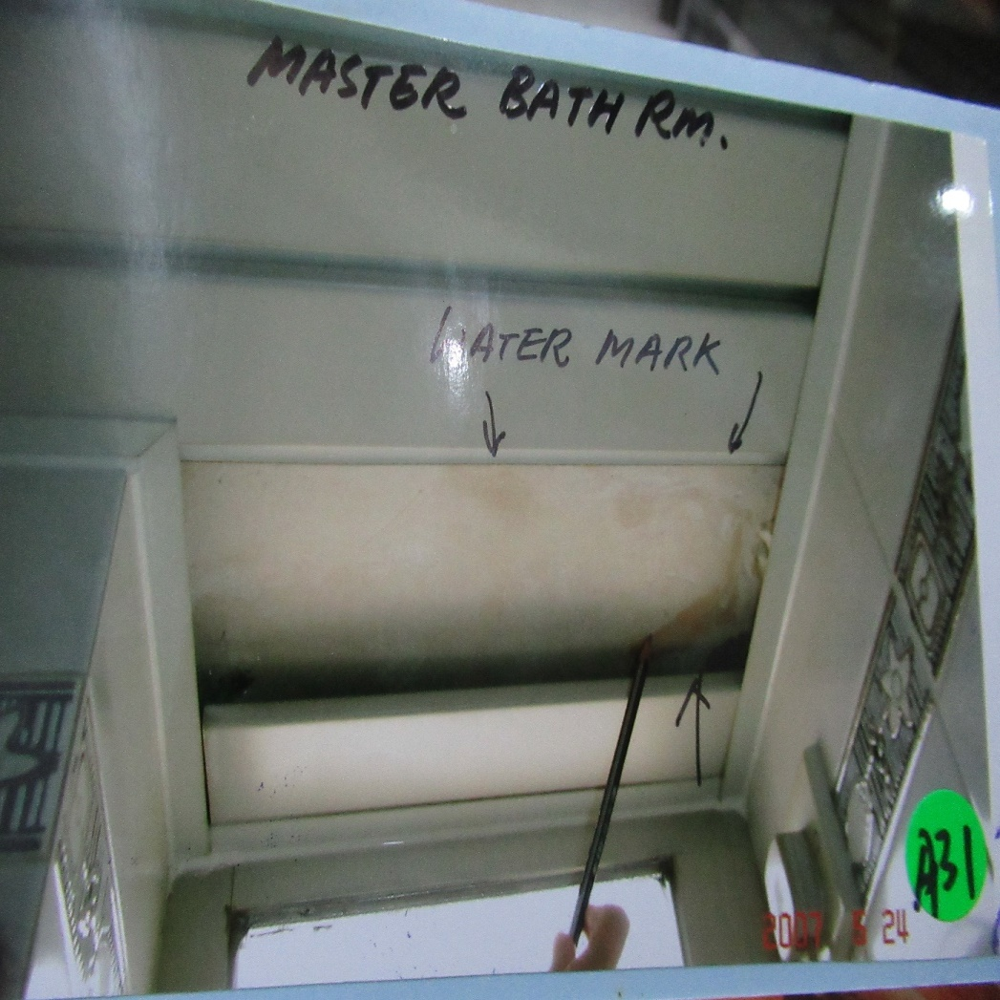 MASTER BATH RM.
WATER MARK
A31
2007 5 24